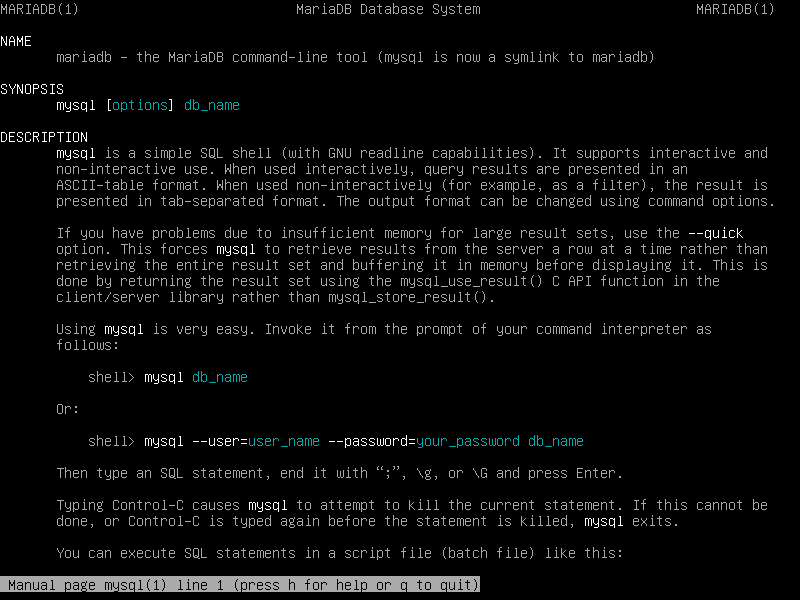 MARIADB(1) MariaDB Database System MARIADB(1)
NAME
mariadb - the MariaDB command-line tool (mysql is now a symlink to mariadb)
SYNOPSIS
mysql [options] db_name
DESCRIPTION
mysql is a simple SQL shell (with GNU readline capabilities). It supports interactive and
non-interactive use. When used interactively, query results are presented in an
ASCII-table format. When used non-interactively (for example, as a filter), the result is
presented in tab-separated format. The output format can be changed using command options.
If you have problems due to insufficient memory for large result sets, use the --quick
option. This forces mysql to retrieve results from the server a row at a time rather than
retrieving the entire result set and buffering it in memory before displaying it. This is
done by returning the result set using the mysql_use_result() C API function in the
client/server library rather than mysql_store_result().
Using mysql is very easy. Invoke it from the prompt of your command interpreter as
follows:
shell> mysql db_name
Or:
shell> mysql --user=user_name --password=your_password db_name
Then type an SQL statement, end it with “;”, \g, or \G and press Enter.
Typing Control-C causes mysql to attempt to kill the current statement. If this cannot be
done, or Control-C is typed again before the statement is killed, mysql exits.
You can execute SQL statements in a script file (batch file) like this:
Manual page mysql(1) line 1 (press h for help or q to quit)